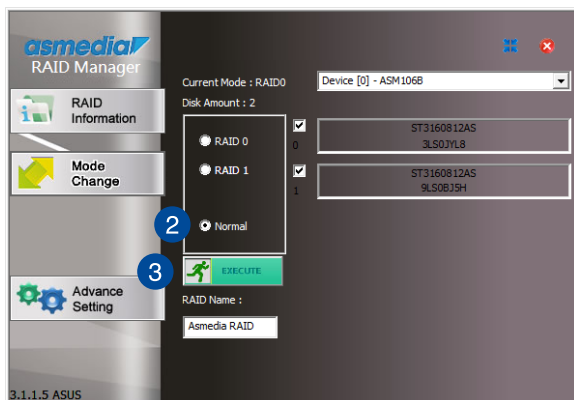 asmedia
RAID Manager
Current Mode : RAID0
Device [0] - ASM106B
RAID
Information
Disk Amount : 2
RAID 0
0
ST3160812AS
3LS0JYL8
Mode
Change
RAID 1
1
ST3160812AS
9LS0BJ5H
2
Normal
3
EXECUTE
Advance
Setting
RAID Name :
Asmedia RAID
3.1.1.5 ASUS